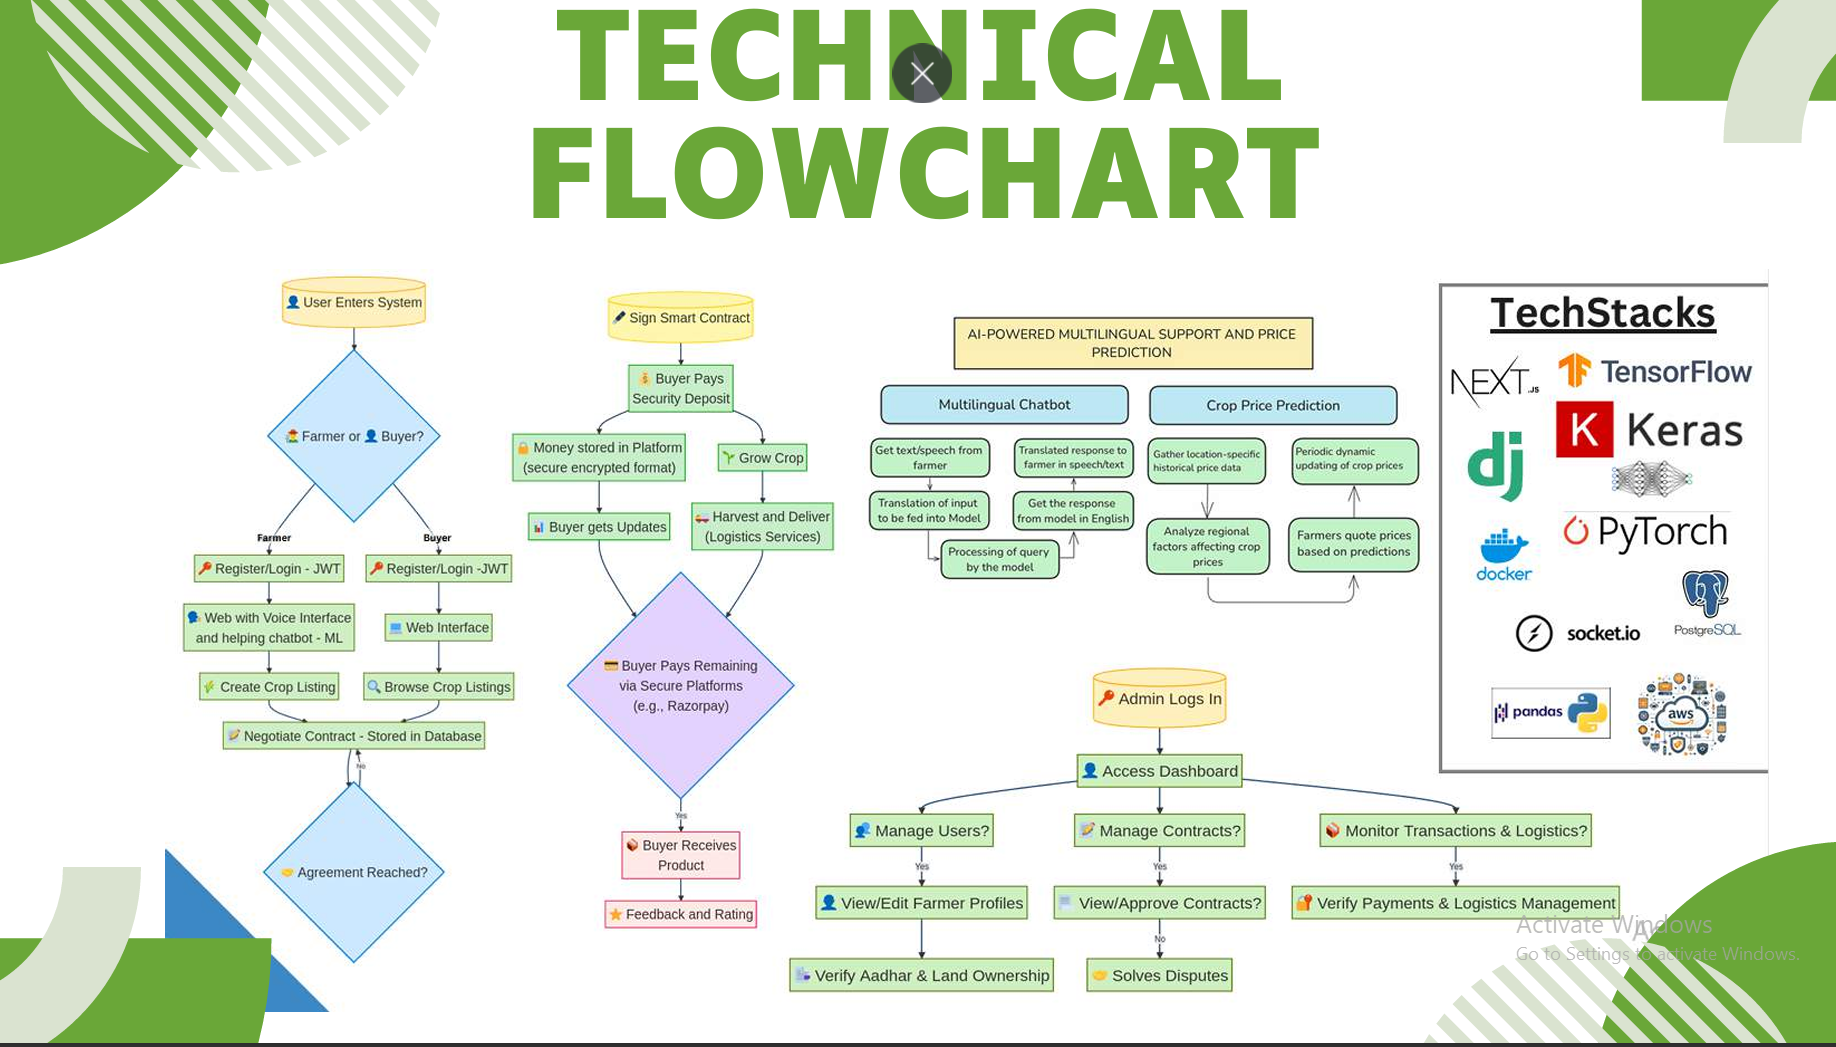 TECHNICAL
FLOWCHART
User Enters System
Farmer or Buyer?
Farmer
Buyer
Register/Login - JWT
Register/Login -JWT
Web with Voice Interface
and helping chatbot - ML
Web Interface
Create Crop Listing
Browse Crop Listings
Negotiate Contract - Stored in Database
No
Agreement Reached?
Sign Smart Contract
Buyer Pays
Security Deposit
Money stored in Platform
(secure encrypted format)
Grow Crop
Buyer gets Updates
Harvest and Deliver
(Logistics Services)
Buyer Pays Remaining
via Secure Platforms
(e.g., Razorpay)
Yes
Buyer Receives
Product
Feedback and Rating
AI-POWERED MULTILINGUAL SUPPORT AND PRICE
PREDICTION
Multilingual Chatbot
Get text/speech from
farmer
Translated response to
farmer in speech/text
Translation of input
to be fed into Model
Get the response
from model in English
Processing of query
by the model
Crop Price Prediction
Gather location-specific
historical price data
Periodic dynamic
updating of crop prices
Analyze regional
factors affecting crop
prices
Farmers quote prices
based on predictions
Admin Logs In
Access Dashboard
Manage Users?
Manage Contracts?
Monitor Transactions & Logistics?
Yes
Yes
Yes
View/Edit Farmer Profiles
View/Approve Contracts?
Verify Payments & Logistics Management
No
Verify Aadhar & Land Ownership
Solves Disputes
TechStacks
NEXT.JS
TensorFlow
K Keras
dj
PyTorch
docker
PostgreSQL
socket.io
pandas
aws
Activate Windows
Go to Settings to activate Windows.